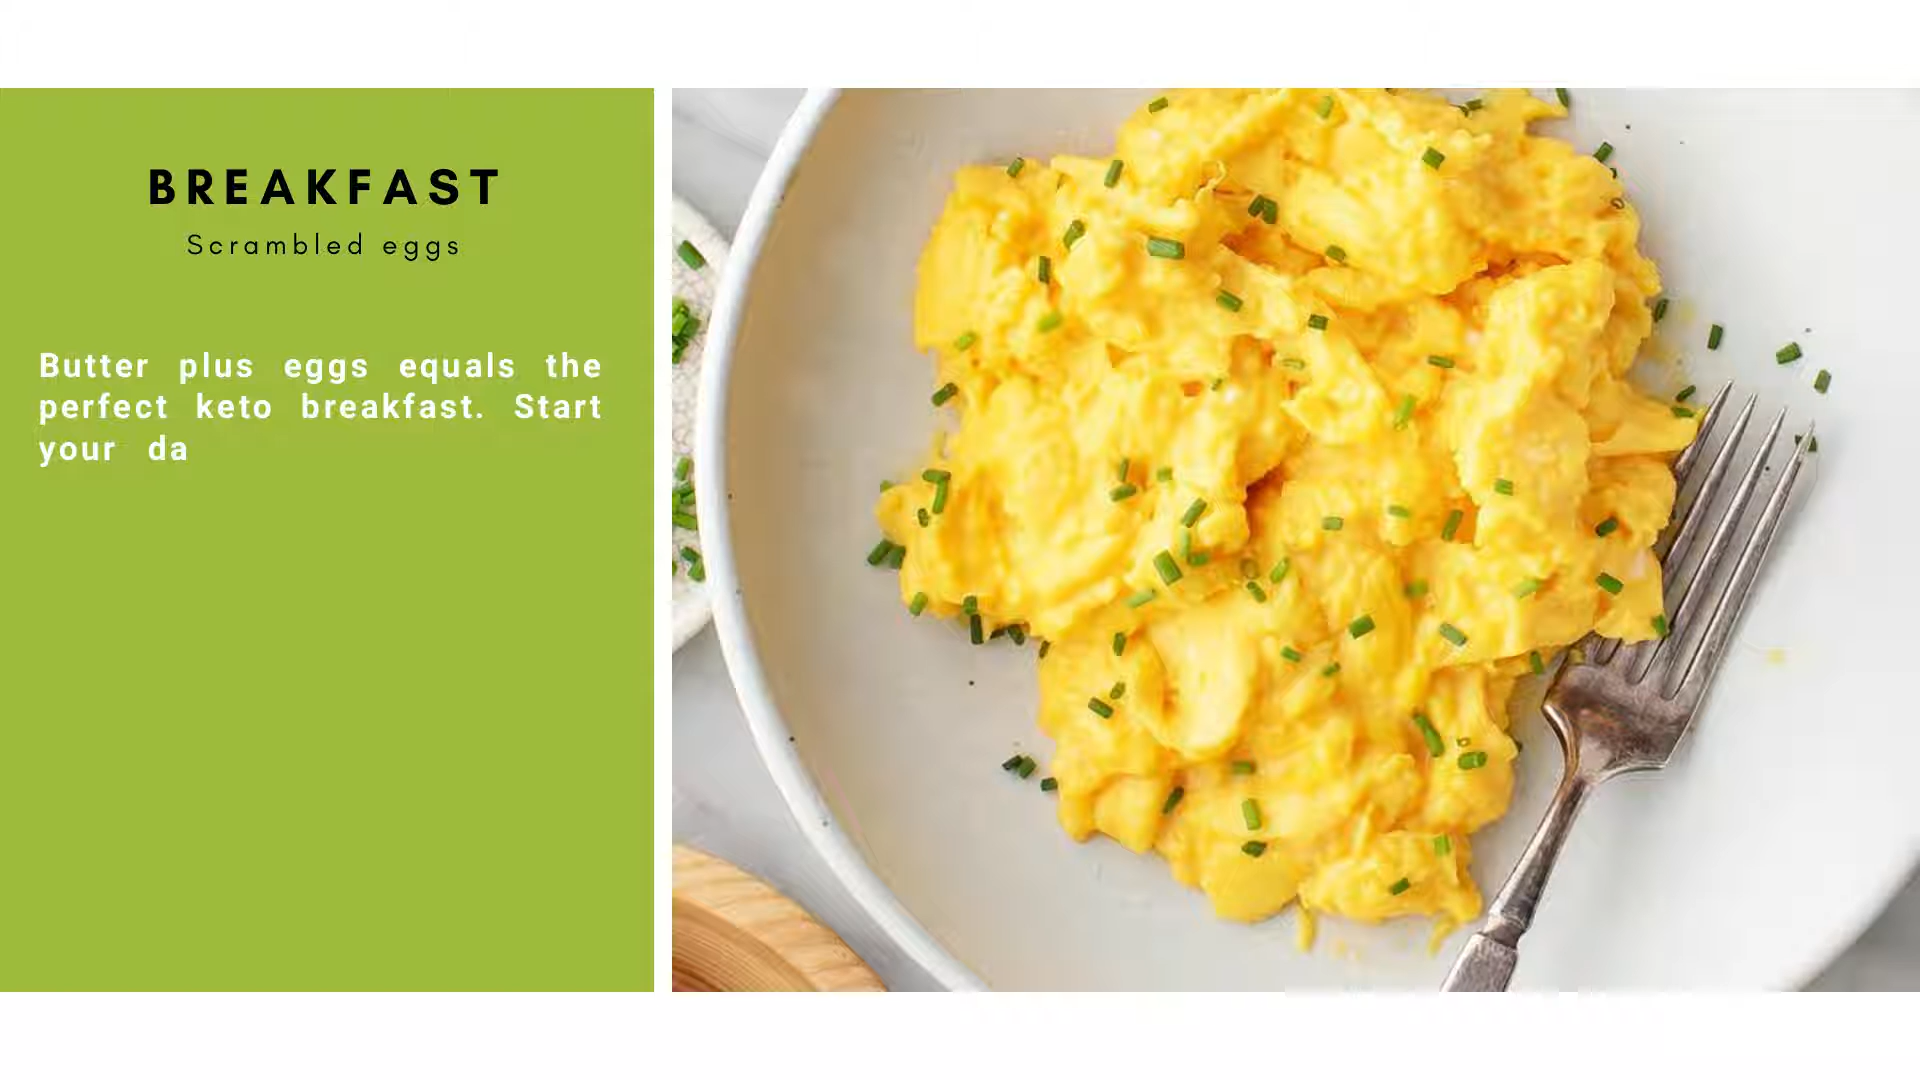 BREAKFAST
Scrambled eggs
Butter plus eggs equals the
perfect keto breakfast. Start
your da